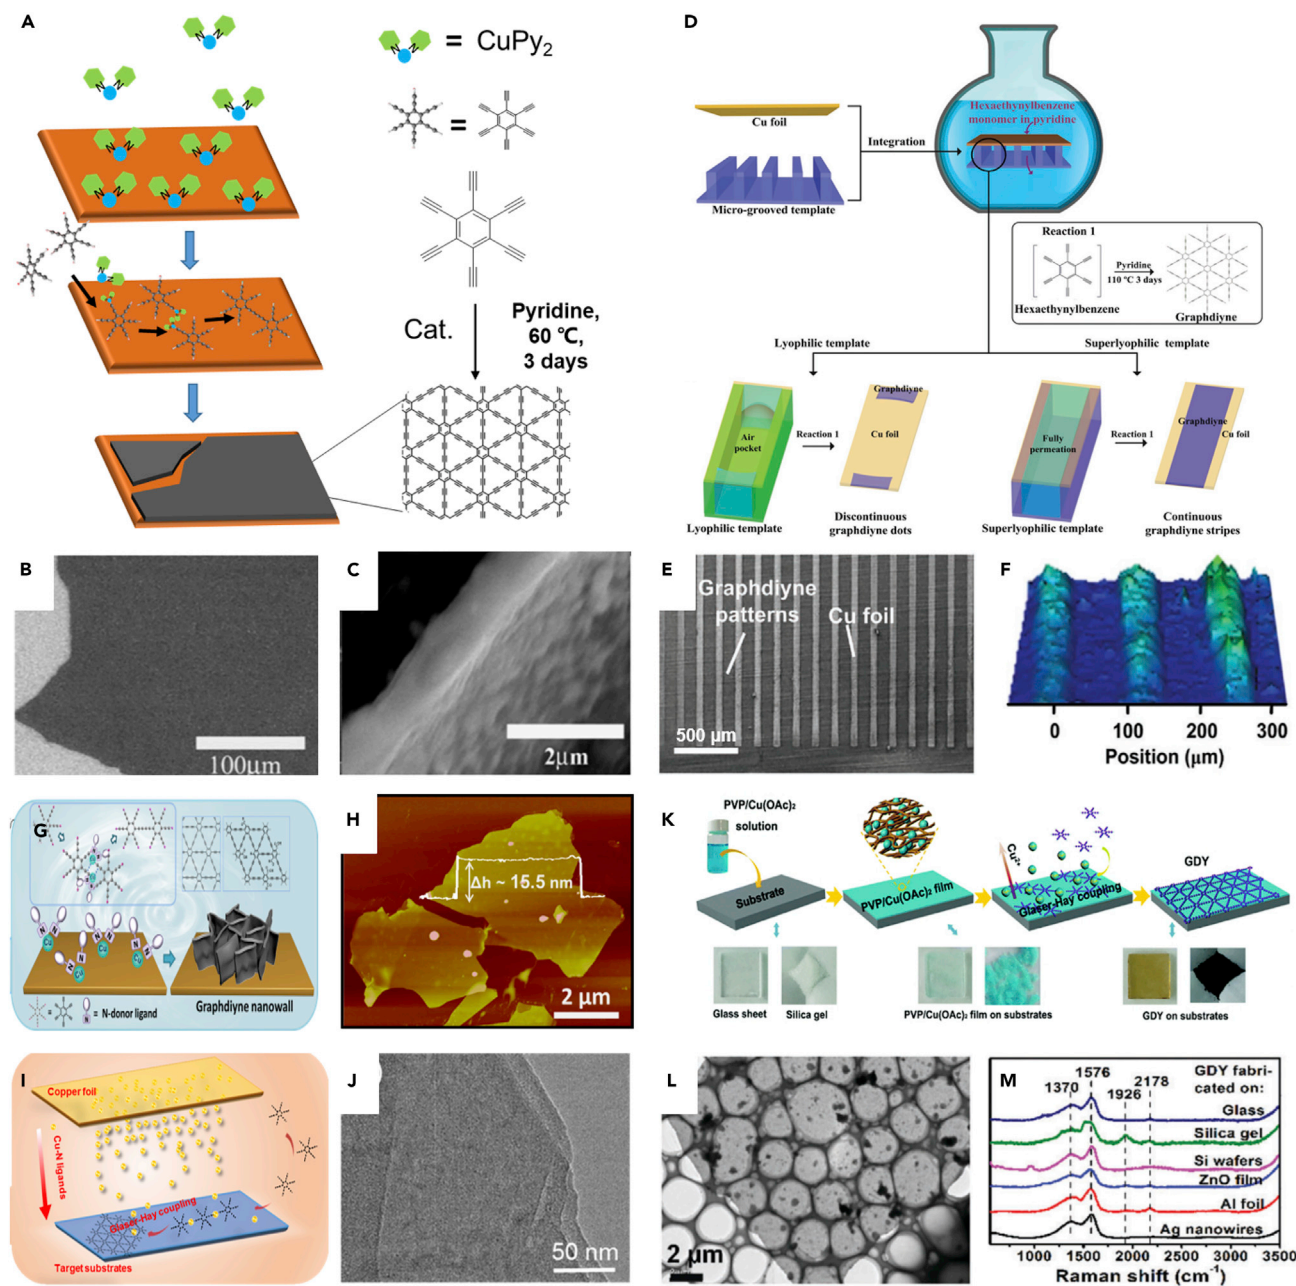 A
= CuPy2
N N
=
Cat.
Pyridine,
60 °C,
3 days
D
Cu foil
Micro-grooved template
Integration
Hexaethynylbenzene
monomer in pyridine
Reaction 1
Pyridine
110 °C 3 days
Hexaethynylbenzene
Graphdiyne
Lyophilic template
Superlyophilic template
Air
pocket
Reaction 1
Graphdiyne
Cu foil
Fully
permeation
Reaction 1
Graphdiyne
Cu foil
Lyophilic template
Discontinuous
graphdiyne dots
Superlyophilic template
Continuous
graphdiyne stripes
B
100μm
C
2μm
E
Graphdiyne
patterns
Cu foil
500 μm
F
0 100 200 300
Position (μm)
G
Cu
N
Graphdiyne nanowall
= N-donor ligand
H
Δh ~ 15.5 nm
2 μm
K
PVP/Cu(OAc)2
solution
Substrate
PVP/Cu(OAc)2 film
Cu2+
Glaser-Hay coupling
GDY
Glass sheet
Silica gel
PVP/Cu(OAc)2 film on substrates
GDY on substrates
I
Copper foil
Cu-N
ligands
Glaser-Hay coupling
Target substrates
J
50 nm
L
2 μm
M
1370
1576
1926
2178
GDY fabri-
cated on:
Glass
Silica gel
Si wafers
ZnO film
Al foil
Ag nanowires
1000 1500 2000 2500 3000 3500
Raman shift (cm-1)